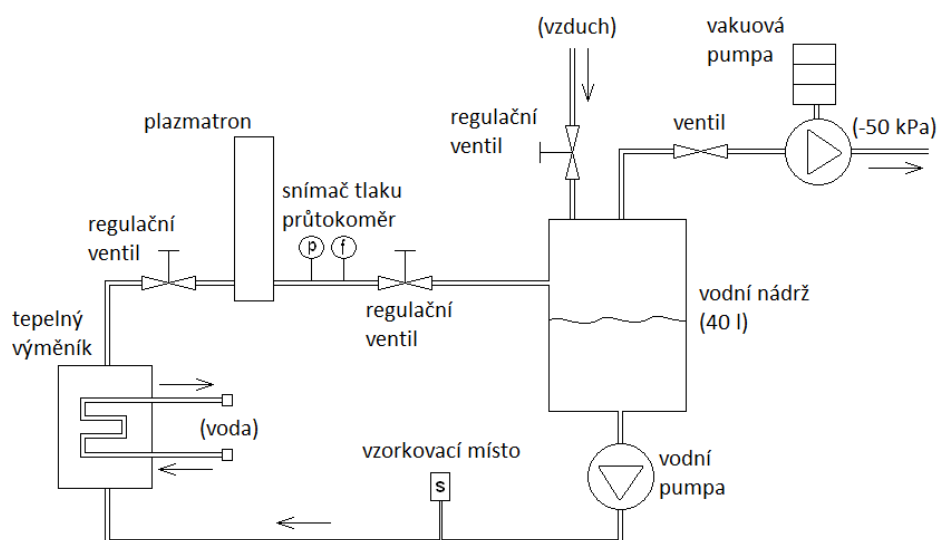 (vzduch)
vakuová
pumpa
regulační
ventil
ventil
(-50 kPa)
plazmatron
snímač tlaku
průtokoměr
p
f
regulační
ventil
regulační
ventil
vodní nádrž
(40 l)
tepelný
výměník
(voda)
vzorkovací místo
s
vodní
pumpa